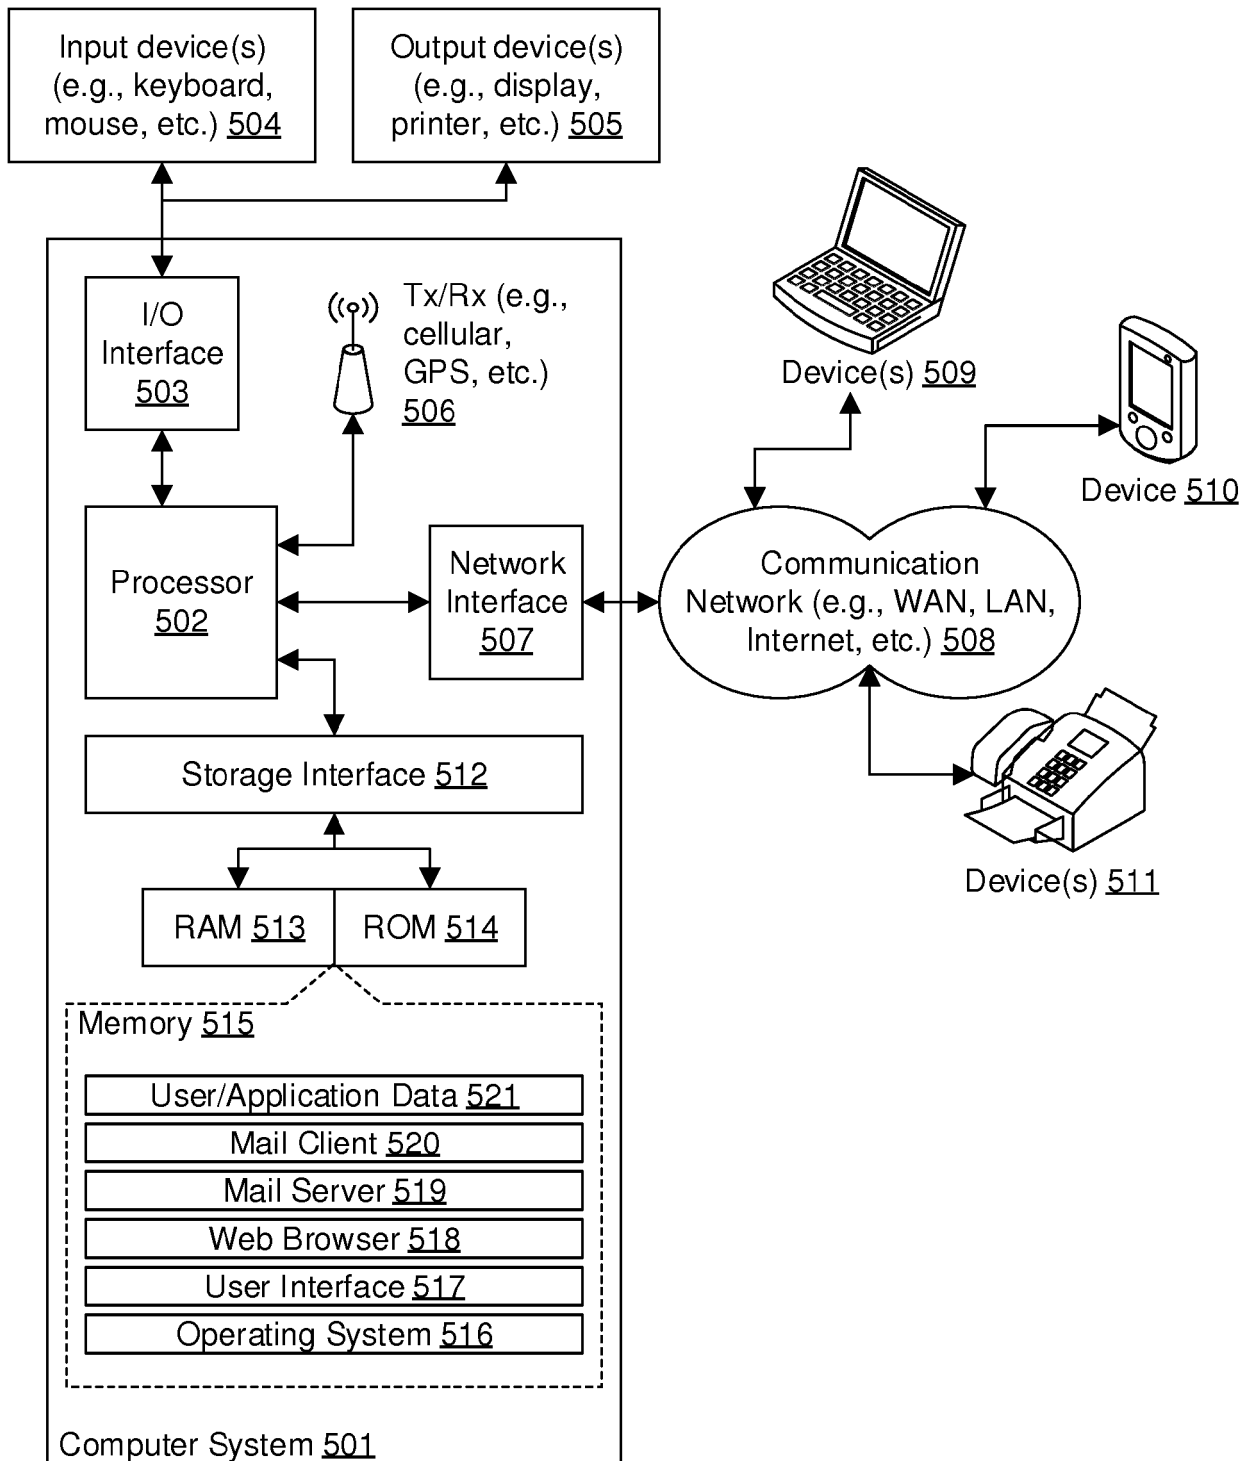 Input device(s)
(e.g., keyboard,
mouse, etc.) 504
Output device(s)
(e.g., display,
printer, etc.) 505
I/O
Interface
503
Tx/Rx (e.g.,
cellular,
GPS, etc.)
506
Device(s) 509
Device 510
Processor
502
Network
Interface
507
Communication
Network (e.g., WAN, LAN,
Internet, etc.) 508
Storage Interface 512
Device(s) 511
RAM 513
ROM 514
Memory 515
User/Application Data 521
Mail Client 520
Mail Server 519
Web Browser 518
User Interface 517
Operating System 516
Computer System 501